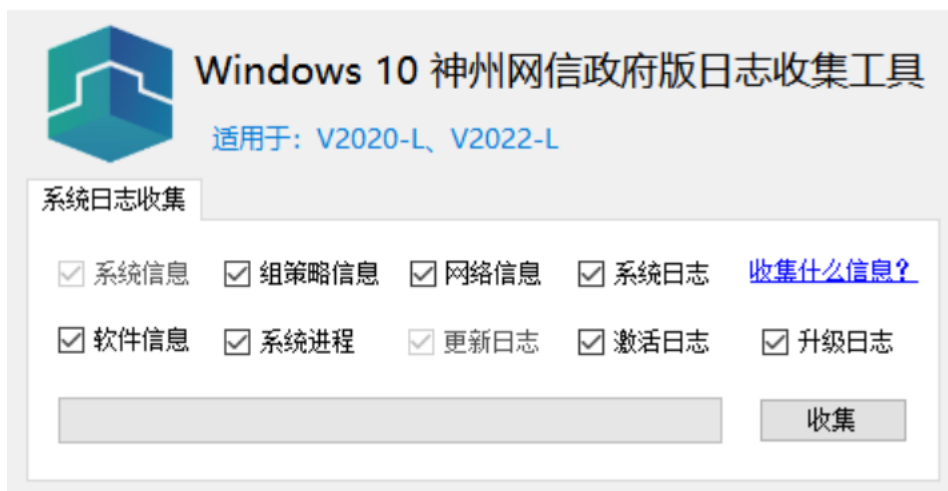 Windows 10 神州网信政府版日志收集工具
适用于：V2020-L、V2022-L
系统日志收集
系统信息 组策略信息 网络信息 系统日志 收集什么信息？
软件信息 系统进程 更新日志 激活日志 升级日志
收集